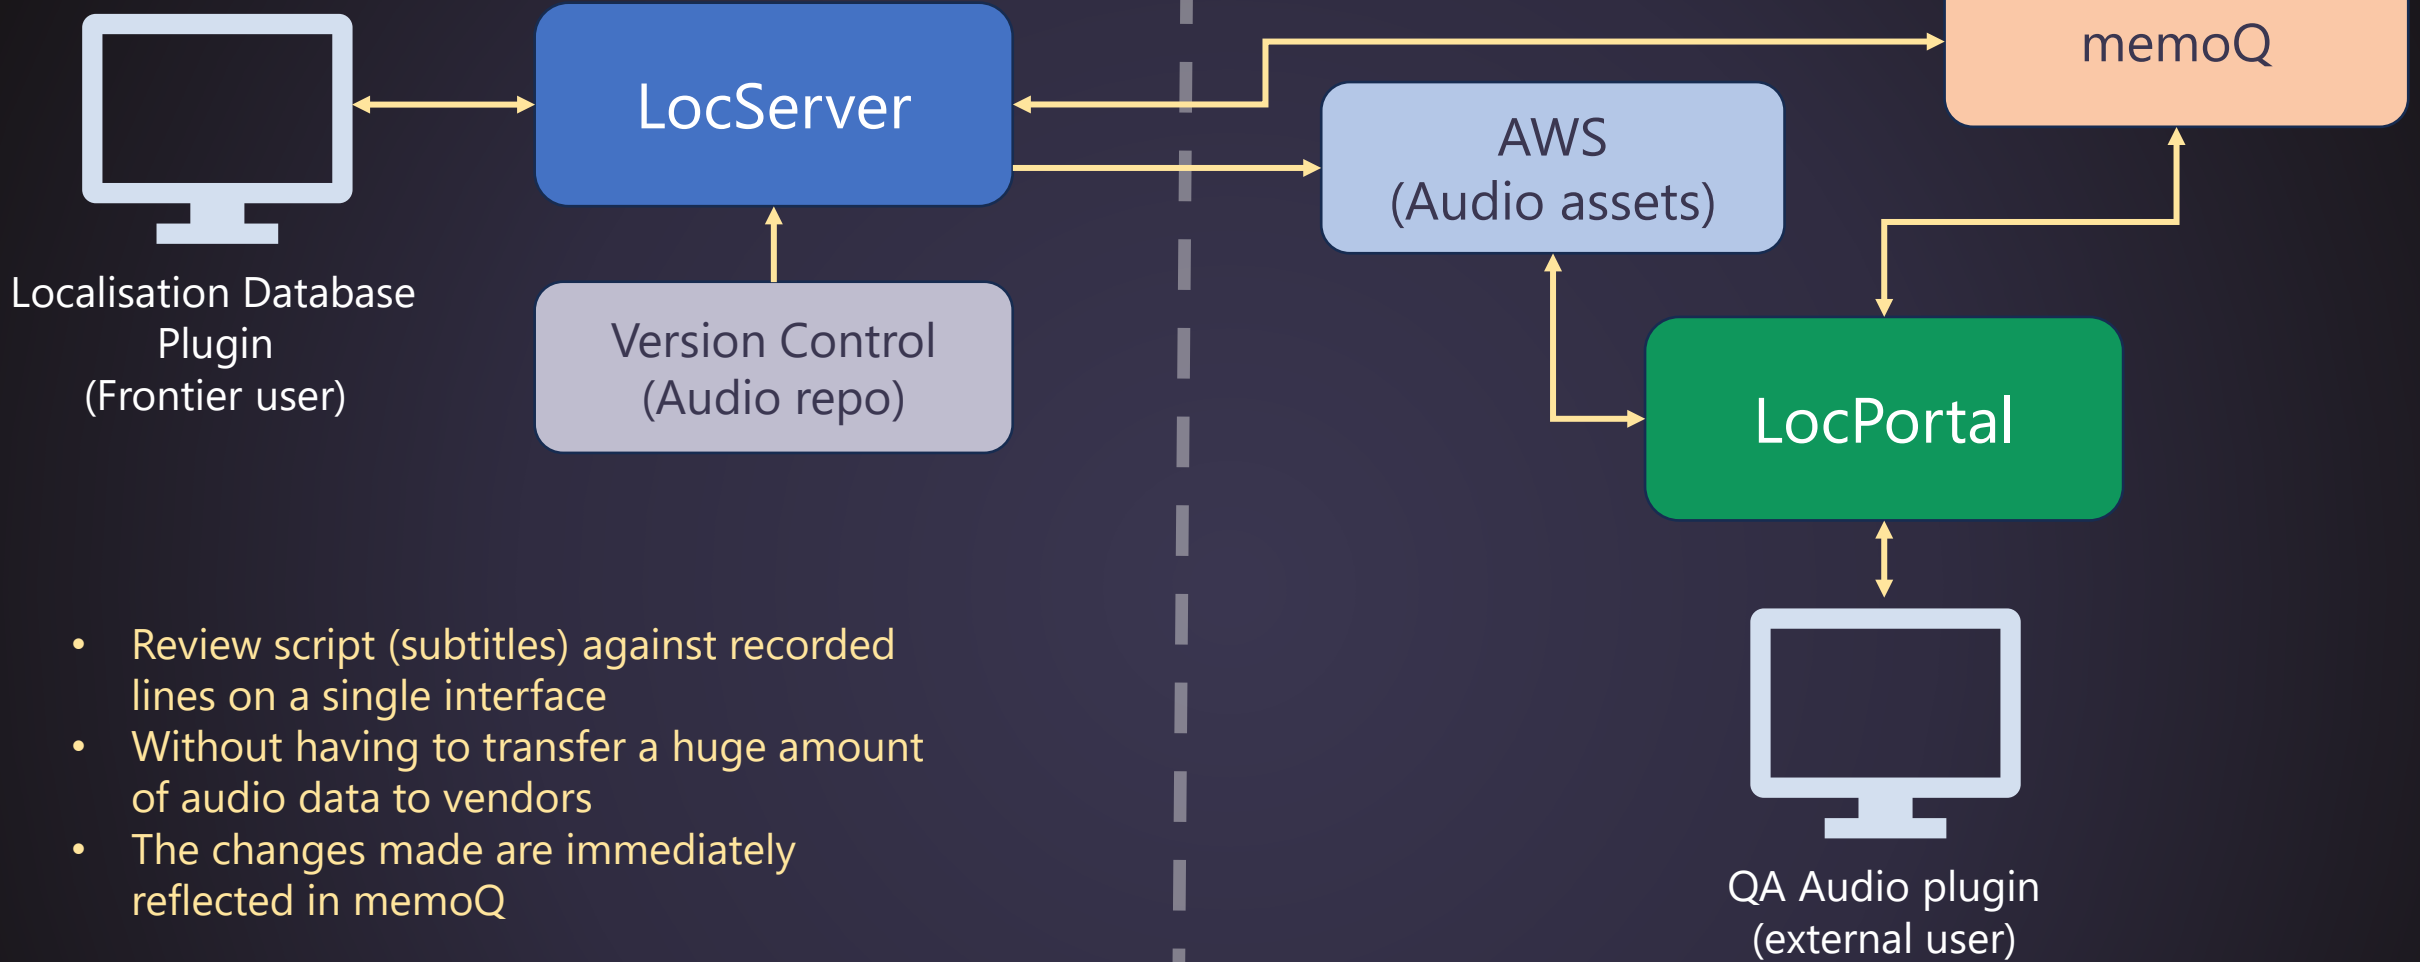 memoQ
LocServer
AWS
(Audio assets)
Localisation Database
Plugin
(Frontier user)
Version Control
(Audio repo)
LocPortal
• Review script (subtitles) against recorded
lines on a single interface
• Without having to transfer a huge amount
of audio data to vendors
• The changes made are immediately
reflected in memoQ
QA Audio plugin
(external user)